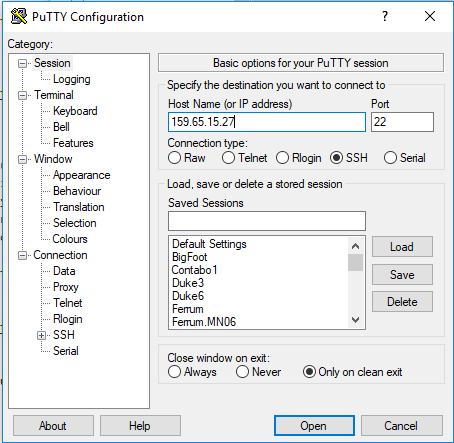 PuTTY Configuration
Category:
Session
Logging
Terminal
Keyboard
Bell
Features
Window
Appearance
Behaviour
Translation
Selection
Colours
Connection
Data
Proxy
Telnet
Rlogin
SSH
Serial
Basic options for your PuTTY session
Specify the destination you want to connect to
Host Name (or IP address) Port
159.65.15.27 22
Connection type:
Raw Telnet Rlogin SSH Serial
Load, save or delete a stored session
Saved Sessions
Default Settings
BigFoot
Contabo1
Duke3
Duke6
Ferrum
Ferrum.MN06
Load
Save
Delete
Close window on exit:
Always Never Only on clean exit
About Help Open Cancel